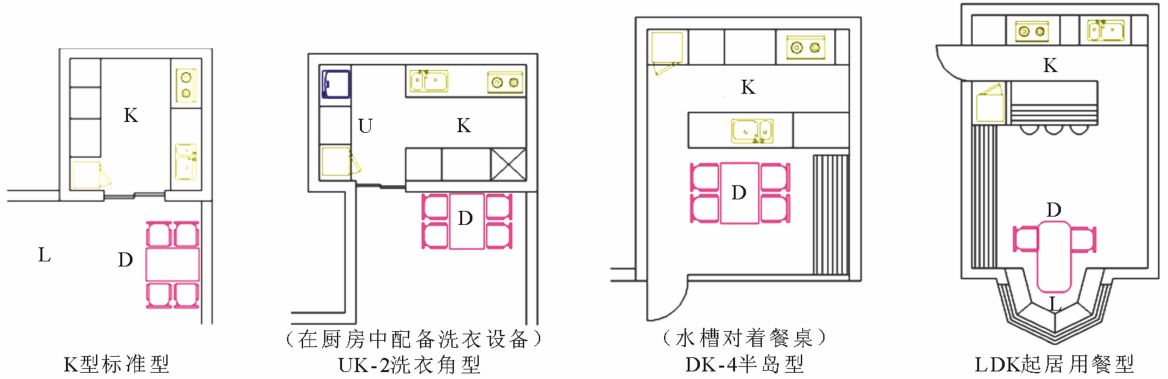 K
L
D
K型标准型
U
K
D
(在厨房中配备洗衣设备)
UK-2洗衣角型
K
D
(水槽对着餐桌)
DK-4半岛型
K
D
L
LDK起居用餐型